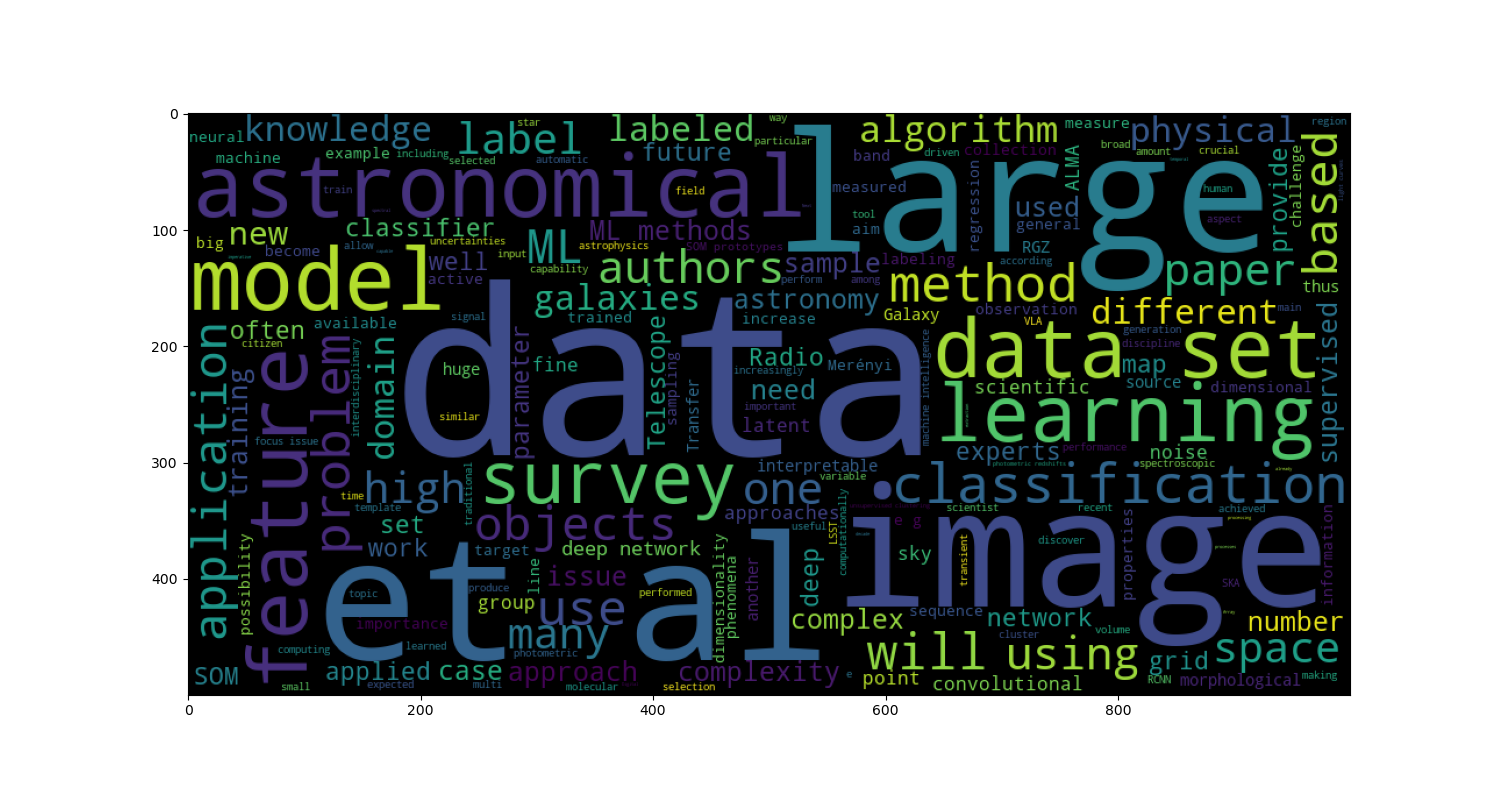 0
neural
knowledge
star
label
labeled
way
particular
algorithm
measure
physical
region
machine
example
including
selected
automatic
future
band
driven
collection
broad
amount
crucial
astronomical
train
field
large
measured
ALMA
human
challenge
provide
based
tool
regression
used
aspect
100
big
new
classifier
uncertainties
ML methods
aim
general
become
allow
input
ML
astrophysics
SOM prototypes
RGZ
well
capability
authors
sample
labeling
according
paper
model
active
perform
among
method
thus
galaxies
astronomy
observation
different
often
available
signal
trained
increase
Galaxy
VLA
generation
main
200
citizen
data
data set
discipline
application
feature
problem
interdisciplinary
domain
huge
parameter
fine
Telescope
sampling
Radio
increasingly
Merényi
machine intelligence
map
supervised
training
Transfer
need
scientific
source
dimensional
similar
important
learning
focus issue
latent
experts
performance
noise
300
interpretable
photometric redshifts
spectroscopic
time
high
traditional
survey
one
variable
classification
template
set
objects
approaches
computationally
e g
scientist
recent
achieved
work
target
deep network
useful
LSST
image
properties
information
possibility
et al
line
issue
another
deep
sky
transient
discover
SKA
400
topic
produce
group
use
performed
dimensionality
phenomena
complex
sequence
network
volume
number
importance
many
cluster
computing
learned
photometric
will using
grid
space
SOM
applied
case
approach
complexity
point
convolutional
RCNN
morphological
making
small
expected
multi
molecular
selection
e
0
200
400
600
800